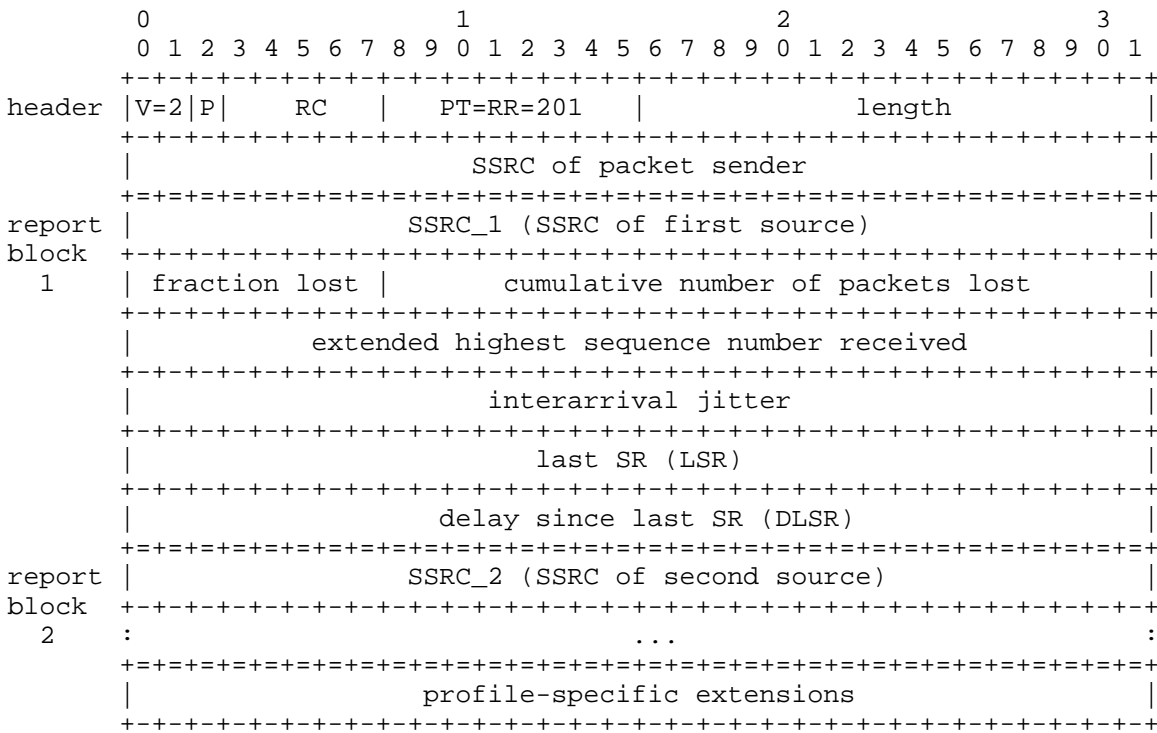 0                   1                   2                   3
        0 1 2 3 4 5 6 7 8 9 0 1 2 3 4 5 6 7 8 9 0 1 2 3 4 5 6 7 8 9 0 1
       +-+-+-+-+-+-+-+-+-+-+-+-+-+-+-+-+-+-+-+-+-+-+-+-+-+-+-+-+-+-+-+-+
header |V=2|P|    RC   |   PT=RR=201   |             length            |
       +-+-+-+-+-+-+-+-+-+-+-+-+-+-+-+-+-+-+-+-+-+-+-+-+-+-+-+-+-+-+-+-+
       |                     SSRC of packet sender                     |
       +=+=+=+=+=+=+=+=+=+=+=+=+=+=+=+=+=+=+=+=+=+=+=+=+=+=+=+=+=+=+=+=+
report |                 SSRC_1 (SSRC of first source)                 |
block  +-+-+-+-+-+-+-+-+-+-+-+-+-+-+-+-+-+-+-+-+-+-+-+-+-+-+-+-+-+-+-+-+
  1    | fraction lost |       cumulative number of packets lost       |
       +-+-+-+-+-+-+-+-+-+-+-+-+-+-+-+-+-+-+-+-+-+-+-+-+-+-+-+-+-+-+-+-+
       |           extended highest sequence number received           |
       +-+-+-+-+-+-+-+-+-+-+-+-+-+-+-+-+-+-+-+-+-+-+-+-+-+-+-+-+-+-+-+-+
       |                      interarrival jitter                      |
       +-+-+-+-+-+-+-+-+-+-+-+-+-+-+-+-+-+-+-+-+-+-+-+-+-+-+-+-+-+-+-+-+
       |                         last SR (LSR)                         |
       +-+-+-+-+-+-+-+-+-+-+-+-+-+-+-+-+-+-+-+-+-+-+-+-+-+-+-+-+-+-+-+-+
       |                   delay since last SR (DLSR)                  |
       +=+=+=+=+=+=+=+=+=+=+=+=+=+=+=+=+=+=+=+=+=+=+=+=+=+=+=+=+=+=+=+=+
report |                 SSRC_2 (SSRC of second source)                |
block  +-+-+-+-+-+-+-+-+-+-+-+-+-+-+-+-+-+-+-+-+-+-+-+-+-+-+-+-+-+-+-+-+
  2    :                               ...                             :
       +=+=+=+=+=+=+=+=+=+=+=+=+=+=+=+=+=+=+=+=+=+=+=+=+=+=+=+=+=+=+=+=+
       |                  profile-specific extensions                  |
       +-+-+-+-+-+-+-+-+-+-+-+-+-+-+-+-+-+-+-+-+-+-+-+-+-+-+-+-+-+-+-+-+